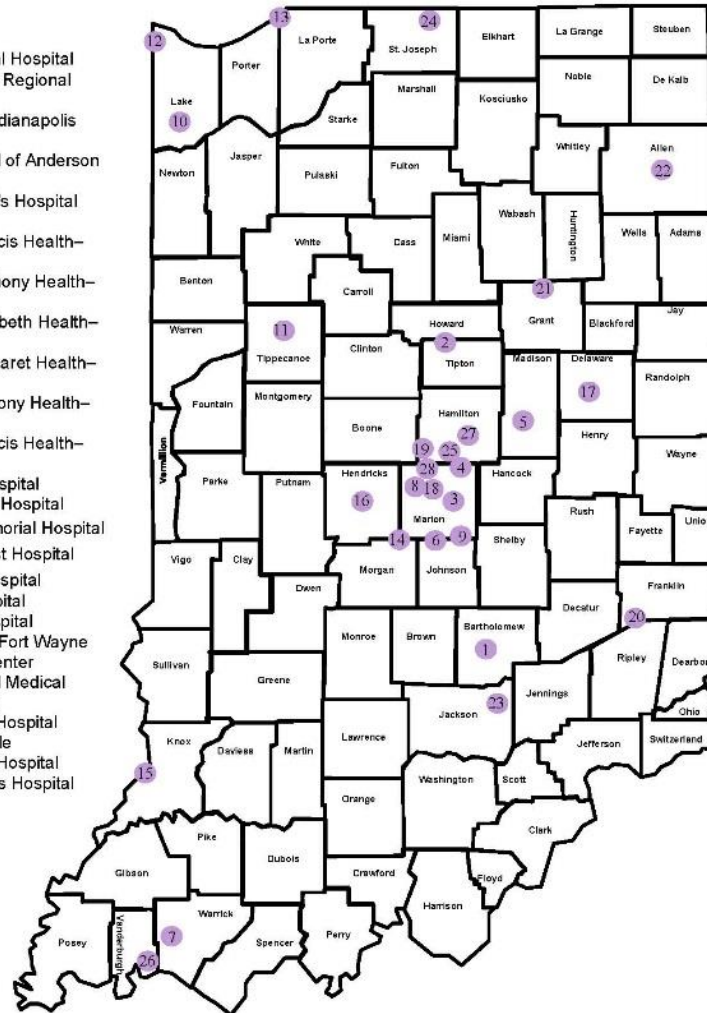 al Hospital
Regional
dianapolis
l of Anderson
's Hospital
cis Health–
ony Health–
beth Health–
aret Health–
ony Health–
cis Health–
spital
Hospital
morial Hospital
st Hospital
ospital
pital
spital
Fort Wayne
enter
l Medical
Hospital
le
Hospital
s Hospital
12
13
La Porte
24
St. Joseph
Elkhart
La Grange
Steuben
Porter
Lake
10
Starke
Marshall
Kosciusko
Noble
De Kalb
Newton
Jasper
Pulaski
Fulton
Whitley
Allen
22
White
Cass
Miami
Wabash
Huntington
Wells
Adams
Benton
Carroll
21
Grant
Blackford
Jay
Warren
11
Tippecanoe
Clinton
Howard
2
Tipton
Madison
Delaware
17
Randolph
Fountain
Montgomery
Boone
Hamilton
27
19
25
5
Henry
Wayne
Vermillion
Parke
Putnam
Hendricks
16
28
4
8
18
3
Marion
Hancock
Rush
Fayette
Unio
14
6
9
Shelby
Vigo
Clay
Owen
Morgan
Johnson
Decatur
Franklin
20
Sullivan
Greene
Monroe
Brown
Bartholomew
1
Jennings
Ripley
Dearbor
Ohio
Knox
15
Daviess
Martin
Lawrence
Jackson
23
Jefferson
Switzerland
Orange
Washington
Scott
Clark
Gibson
Pike
Dubois
Crawford
Harrison
Floyd
Posey
Vanderburgh
26
7
Warrick
Spencer
Perry